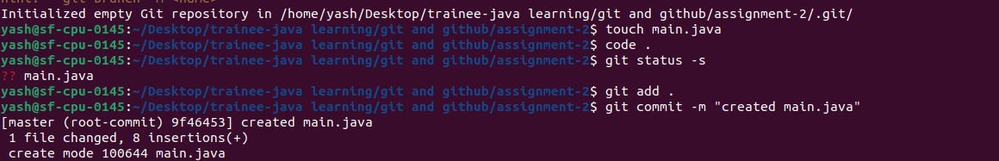 Initialized empty Git repository in /home/yash/Desktop/trainee-java learning/git and github/assignment-2/.git/
yash@sf-cpu-0145:~/Desktop/trainee-java learning/git and github/assignment-2$ touch main.java
yash@sf-cpu-0145:~/Desktop/trainee-java learning/git and github/assignment-2$ code .
yash@sf-cpu-0145:~/Desktop/trainee-java learning/git and github/assignment-2$ git status -s
?? main.java
yash@sf-cpu-0145:~/Desktop/trainee-java learning/git and github/assignment-2$ git add .
yash@sf-cpu-0145:~/Desktop/trainee-java learning/git and github/assignment-2$ git commit -m "created main.java"
[master (root-commit) 9f46453] created main.java
 1 file changed, 8 insertions(+)
 create mode 100644 main.java